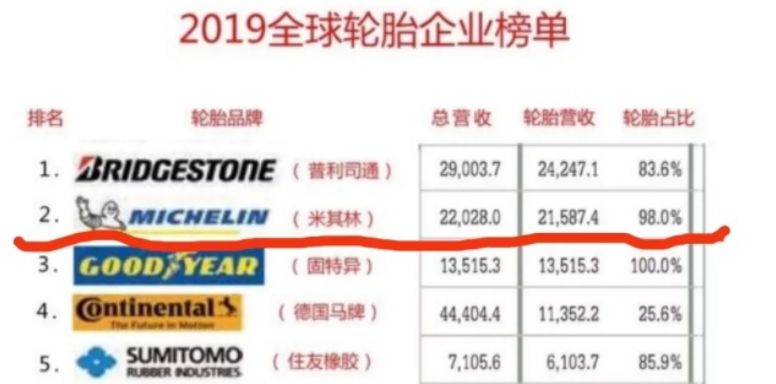 2019全球轮胎企业榜单
排名 轮胎品牌 总营收 轮胎营收 轮胎占比
1. BRIDGESTONE （普利司通） 29,003.7 24,247.1 83.6%
2. MICHELIN （米其林） 22,028.0 21,587.4 98.0%
3. GOODYEAR （固特异） 13,515.3 13,515.3 100.0%
4. Continental （德国马牌） 44,404.4 11,352.2 25.6%
The Future in Motion
5. SUMITOMO （住友橡胶） 7,105.6 6,103.7 85.9%
RUBBER INDUSTRIES